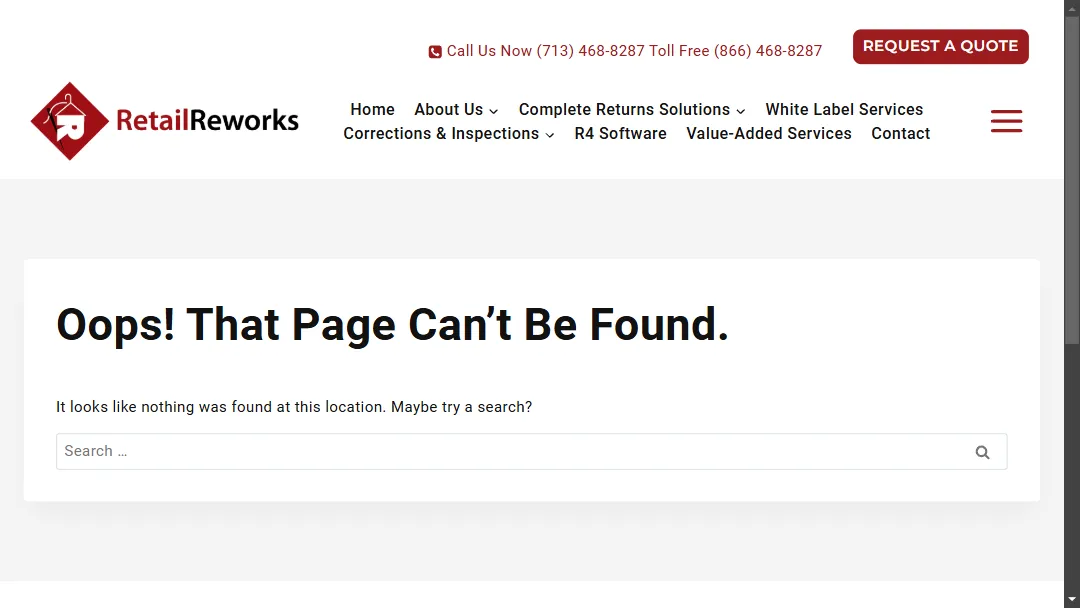 Call Us Now (713) 468-8287 Toll Free (866) 468-8287
REQUEST A QUOTE
RetailReworks
Home About Us Complete Returns Solutions White Label Services
Corrections & Inspections R4 Software Value-Added Services Contact
Oops! That Page Can’t Be Found.
It looks like nothing was found at this location. Maybe try a search?
Search …